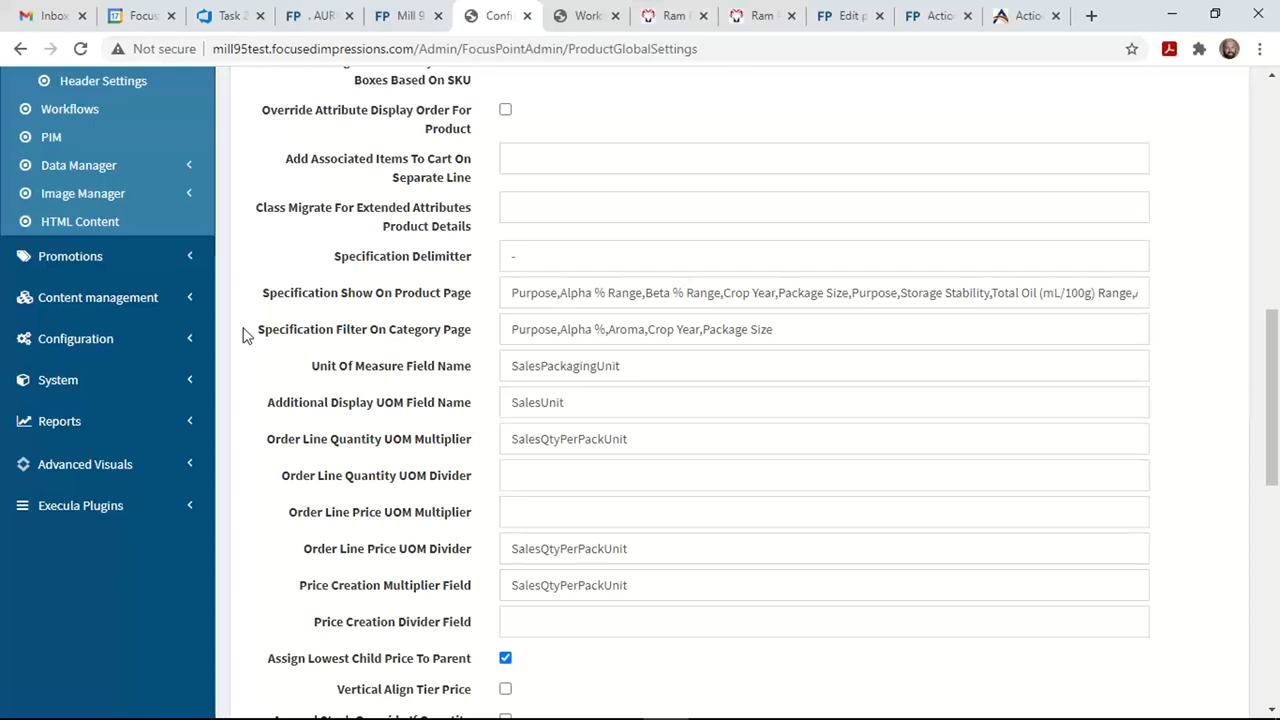 Inbox
Focus
Task 2
FP , AUR
FP Mill 9
Confi
Work
Ram
Ram
FP Edit p
FP Action
Action
Not secure
mill95test.focusedimpressions.com/Admin/FocusPointAdmin/ProductGlobalSettings
Header Settings
Workflows
PIM
Data Manager
Image Manager
HTML Content
Promotions
Content management
Configuration
System
Reports
Advanced Visuals
Execula Plugins
Boxes Based On SKU
Override Attribute Display Order For
Product
Add Associated Items To Cart On
Separate Line
Class Migrate For Extended Attributes
Product Details
Specification Delimitter -
Specification Show On Product Page Purpose,Alpha % Range,Beta % Range,Crop Year,Package Size,Purpose,Storage Stability,Total Oil (mL/100g) Range,
Specification Filter On Category Page Purpose,Alpha %,Aroma,Crop Year,Package Size
Unit Of Measure Field Name SalesPackagingUnit
Additional Display UOM Field Name SalesUnit
Order Line Quantity UOM Multiplier SalesQtyPerPackUnit
Order Line Quantity UOM Divider
Order Line Price UOM Multiplier
Order Line Price UOM Divider SalesQtyPerPackUnit
Price Creation Multiplier Field SalesQtyPerPackUnit
Price Creation Divider Field
Assign Lowest Child Price To Parent
Vertical Align Tier Price